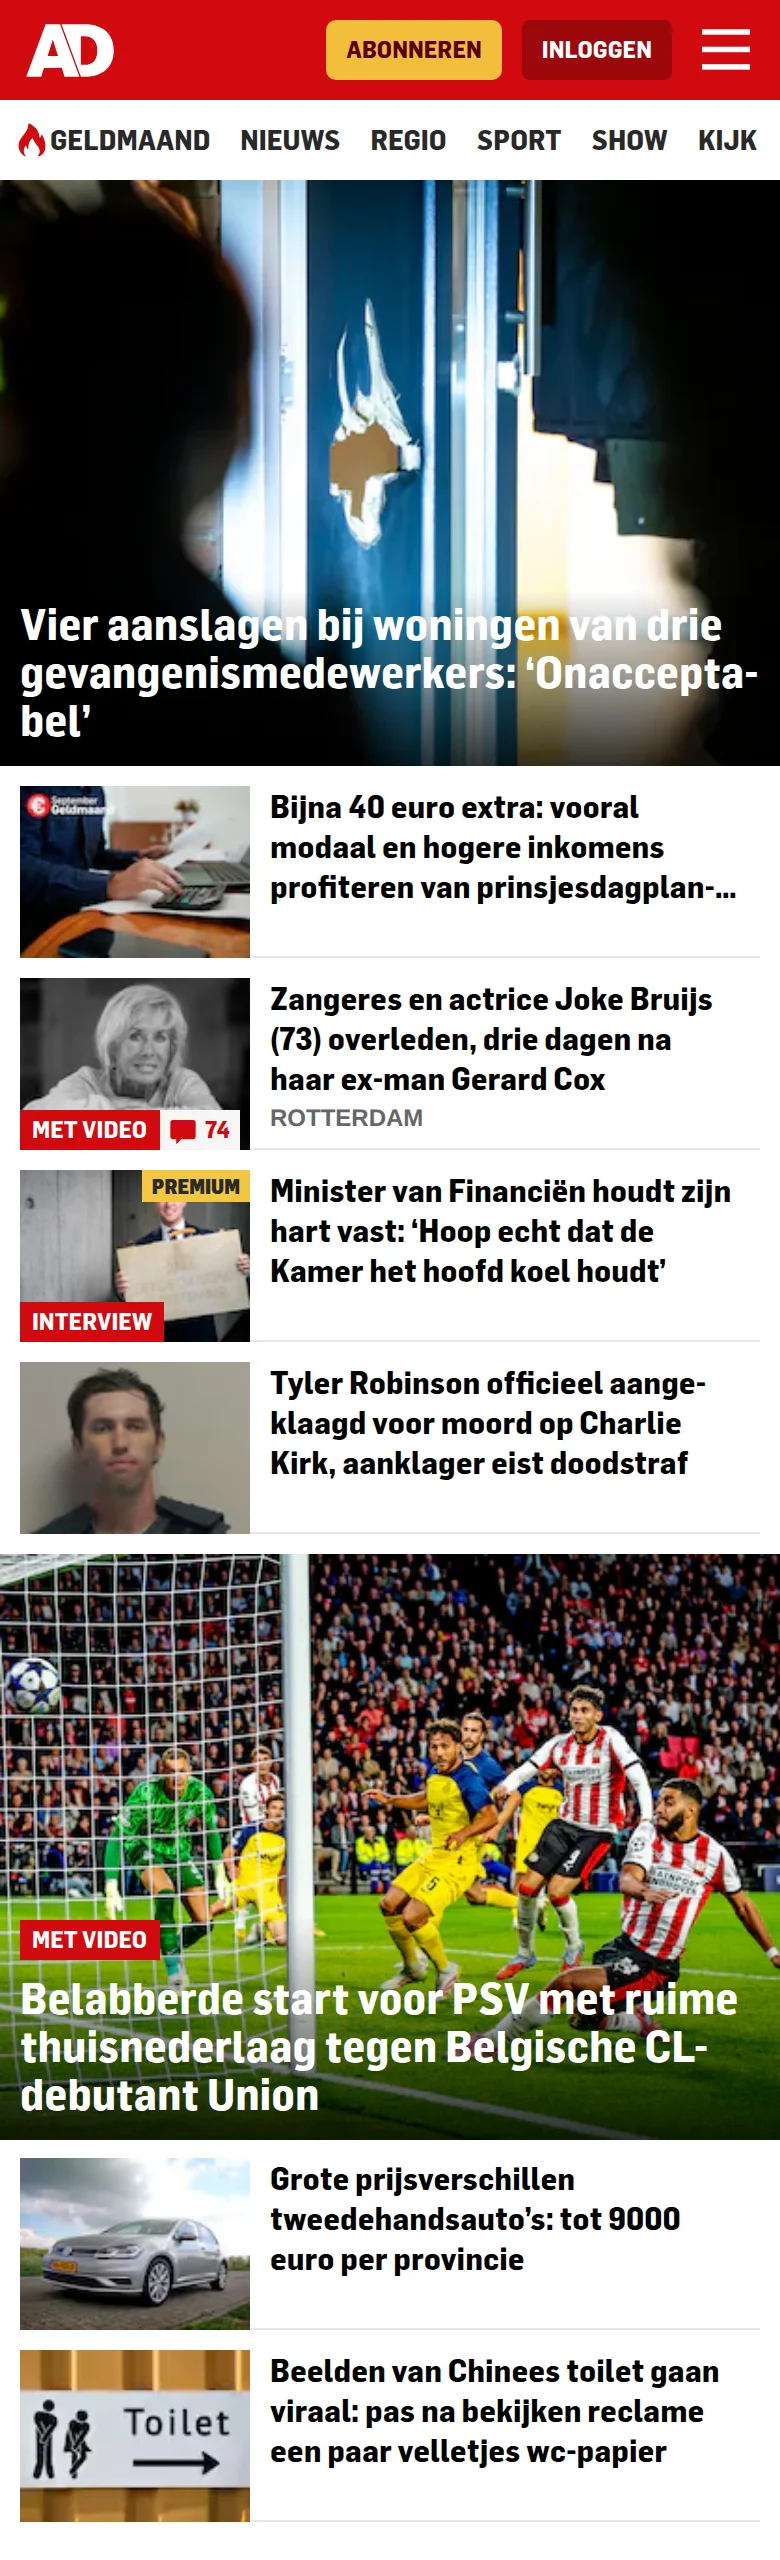 AD
ABONNEREN
INLOGGEN
GELDMAAND NIEUWS REGIO SPORT SHOW KIJK
Vier aanslagen bij woningen van drie
gevangenismedewerkers: ‘Onaccepta-
bel’
€ September
Geldmaand
Bijna 40 euro extra: vooral
modaal en hogere inkomens
profiteren van prinsjesdagplan-...
MET VIDEO
74
Zangeres en actrice Joke Bruijs
(73) overleden, drie dagen na
haar ex-man Gerard Cox
ROTTERDAM
PREMIUM
INTERVIEW
Minister van Financiën houdt zijn
hart vast: ‘Hoop echt dat de
Kamer het hoofd koel houdt’
Tyler Robinson officieel aange-
klaagd voor moord op Charlie
Kirk, aanklager eist doodstraf
MET VIDEO
Belabberde start voor PSV met ruime
thuisnederlaag tegen Belgische CL-
debutant Union
Grote prijsverschillen
tweedehandsauto’s: tot 9000
euro per provincie
Toilet
Beelden van Chinees toilet gaan
viraal: pas na bekijken reclame
een paar velletjes wc-papier